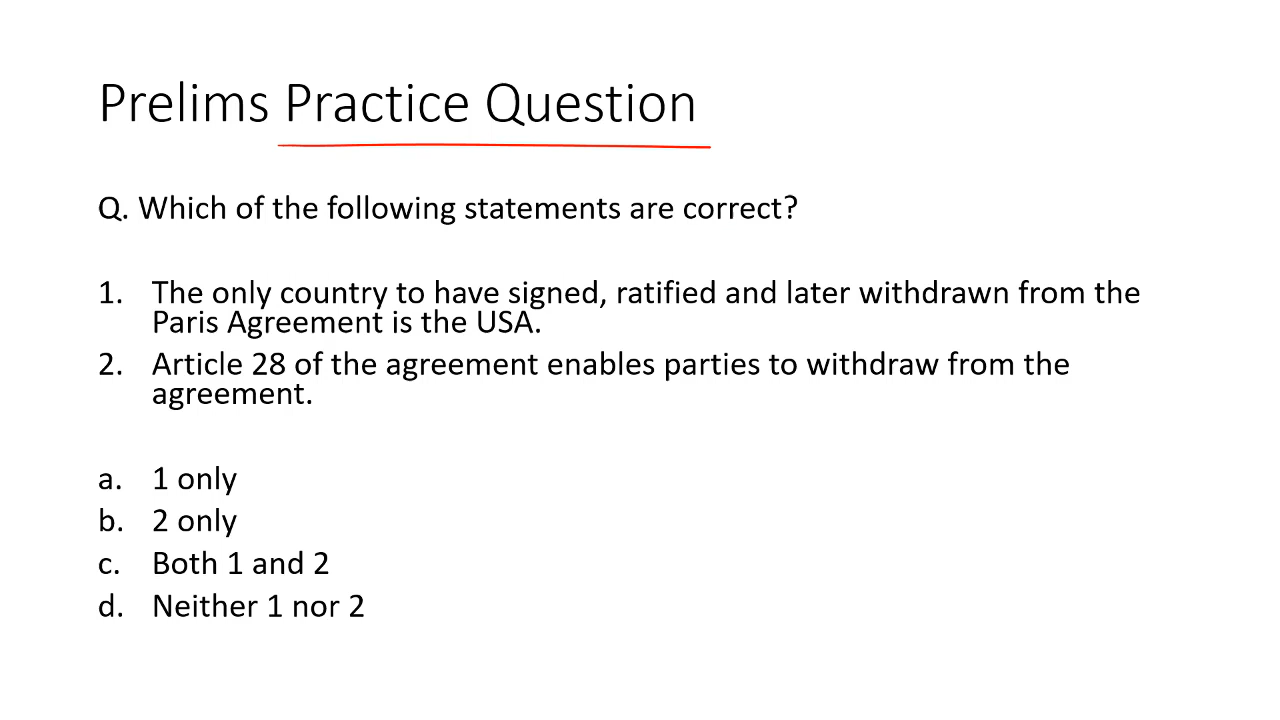 Prelims Practice Question
Q. Which of the following statements are correct?
1. The only country to have signed, ratified and later withdrawn from the
Paris Agreement is the USA.
2. Article 28 of the agreement enables parties to withdraw from the
agreement.
a. 1 only
b. 2 only
c. Both 1 and 2
d. Neither 1 nor 2